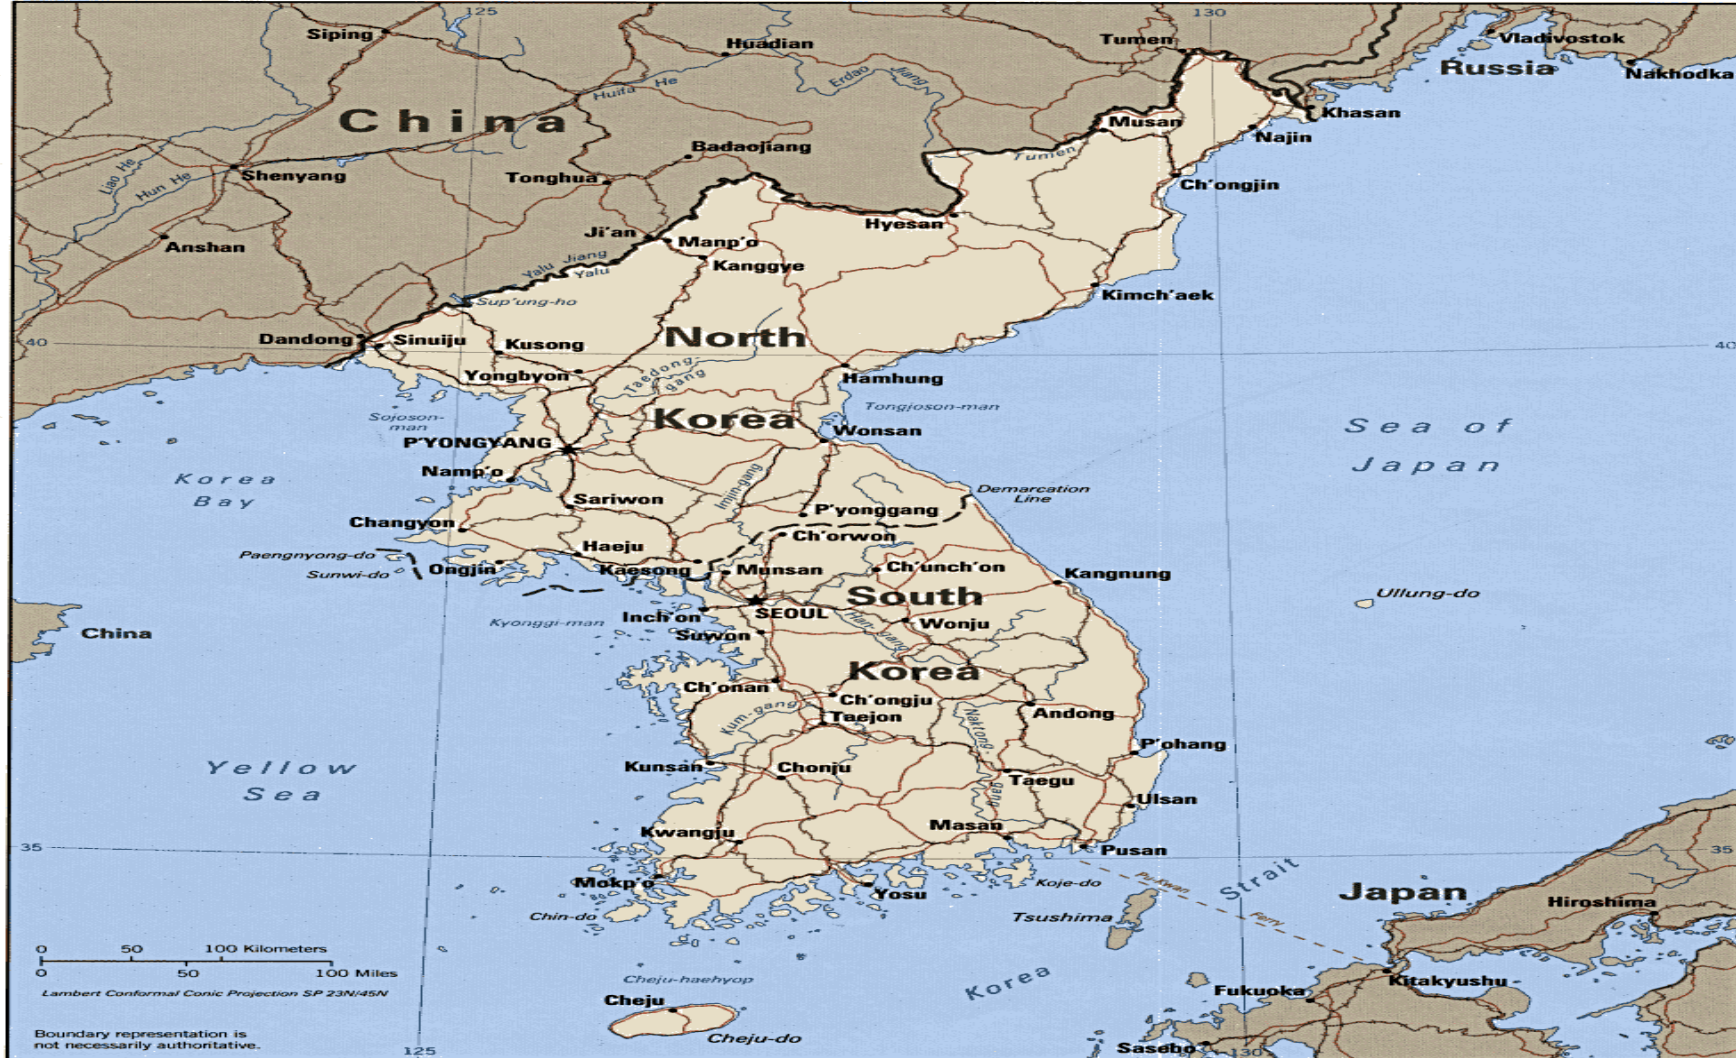 125
130
Siping
Huadian
Tumen
Vladivostok
Russia
Nakhodka
Erdao Jiang
Huifa He
China
Khasan
Musan
Najin
Badaojiang
Tumen
Liao He
Hun He
Shenyang
Tonghua
Ch'ongjin
Hyesan
Ji'an
Manp'o
Anshan
Yalu Jiang
Yalu
Kanggye
Sup'ung-ho
Kimch'aek
Dandong
Sinuiju
Kusong
North
40
40
Yongbyon
Taedong-
gang
Hamhung
Sojoson-
man
Tongjoson-man
Korea
P'YONGYANG
Wonsan
Sea of
Japan
Namp'o
Korea
Bay
Imjin-gang
Demarcation
Line
Sariwon
P'yonggang
Changyon
Ch'orwon
Haeju
Paengnyong-do
Sunwi-do
Ongjin
Kaesong
Munsan
Ch'unch'on
Kangnung
South
Ullung-do
SEOUL
Inch'on
Kyonggi-man
Han-gang
Wonju
China
Suwon
Korea
Ch'onan
Ch'ongju
Kum-gang
Taejon
Naktong-
gang
Andong
P'ohang
Kunsan
Chonju
Yellow
Sea
Taegu
Ulsan
Masan
Kwangju
35
35
Pusan
Mokp'o
Yosu
Koje-do
Pu-Kwan
Ferry
Strait
Japan
Chin-do
Tsushima
Hiroshima
0 50 100 Kilometers
0 50 100 Miles
Lambert Conformal Conic Projection SP 23N/45N
Cheju-haehyop
Korea
Kitakyushu
Cheju
Fukuoka
Boundary representation is
not necessarily authoritative.
Cheju-do
Sasebo
125
130